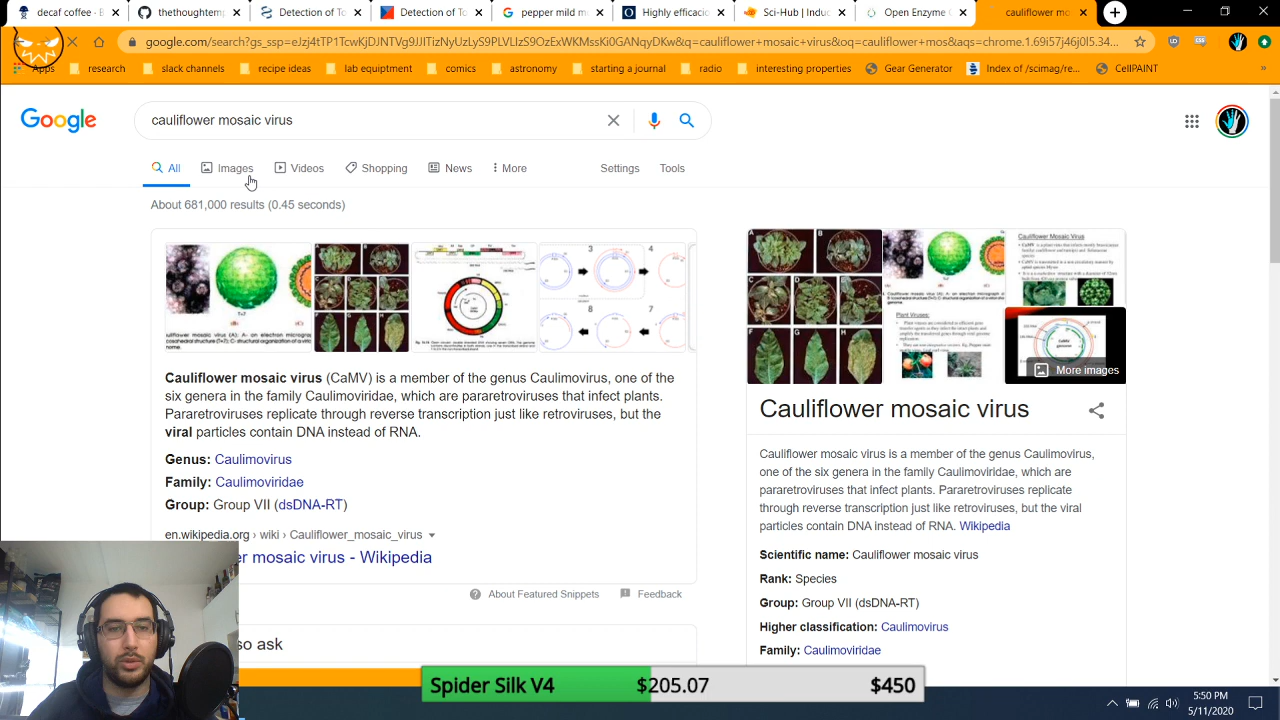 decaf coffee - B
thethoughtemp
Detection of To
Detection of To
pepper mild m
Highly efficacio
Sci-Hub | Induc
Open Enzyme C
cauliflower mo
google.com/search?gs_ssp=eJzj4tTP1TcwKjDJNTVg9JJITizNyUyLyS9PLVLIzS9OzExWKMssKi0GANqyDKw&q=cauliflower+mosaic+virus&oq=cauliflower+mos&aqs=chrome.1.69i57j46j0l5.34...
Apps
research
slack channels
recipe ideas
lab equiptment
comics
astronomy
starting a journal
radio
interesting properties
Gear Generator
Index of /scimag/re...
CellPAINT
Google
cauliflower mosaic virus
All
Images
Videos
Shopping
News
More
Settings
Tools
About 681,000 results (0.45 seconds)
Cauliflower mosaic virus (CaMV) is a member of the genus Caulimovirus, one of the
six genera in the family Caulimoviridae, which are pararetroviruses that infect plants.
Pararetroviruses replicate through reverse transcription just like retroviruses, but the
viral particles contain DNA instead of RNA.
Genus: Caulimovirus
Family: Caulimoviridae
Group: Group VII (dsDNA-RT)
en.wikipedia.org › wiki › Cauliflower_mosaic_virus
er mosaic virus - Wikipedia
About Featured Snippets
Feedback
so ask
Cauliflower Mosaic Virus
Plant Viruses
More images
Cauliflower mosaic virus
Cauliflower mosaic virus is a member of the genus Caulimovirus,
one of the six genera in the family Caulimoviridae, which are
pararetroviruses that infect plants. Pararetroviruses replicate
through reverse transcription just like retroviruses, but the viral
particles contain DNA instead of RNA. Wikipedia
Scientific name: Cauliflower mosaic virus
Rank: Species
Group: Group VII (dsDNA-RT)
Higher classification: Caulimovirus
Family: Caulimoviridae
Spider Silk V4
$205.07
$450
5:50 PM
5/11/2020